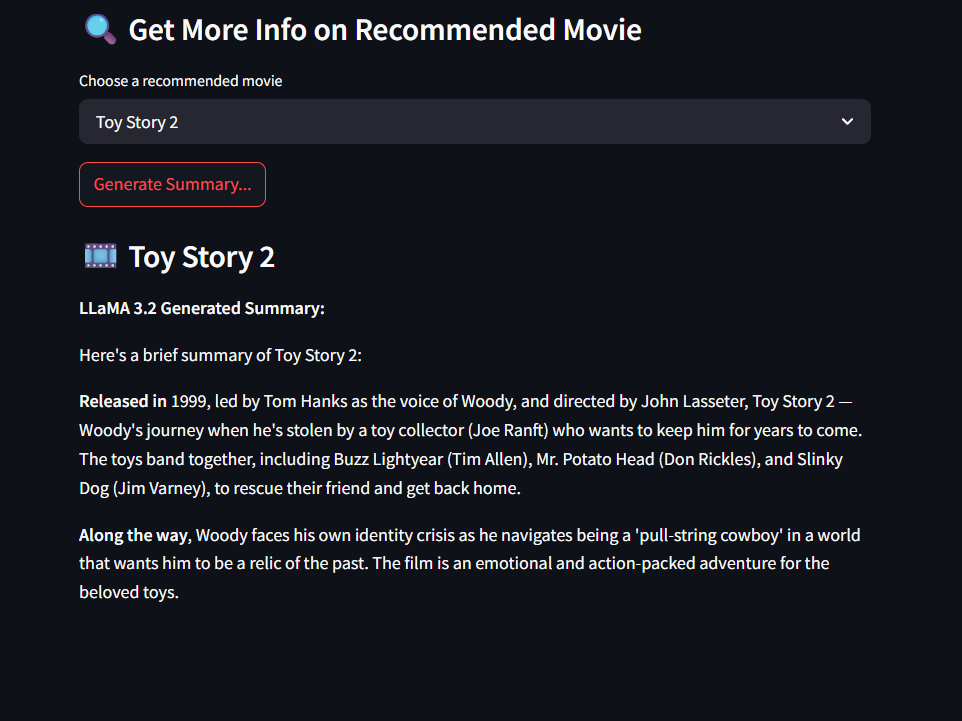 Get More Info on Recommended Movie
Choose a recommended movie
Toy Story 2
Generate Summary...
Toy Story 2
LLaMA 3.2 Generated Summary:
Here's a brief summary of Toy Story 2:
Released in 1999, led by Tom Hanks as the voice of Woody, and directed by John Lasseter, Toy Story 2 —
Woody's journey when he's stolen by a toy collector (Joe Ranft) who wants to keep him for years to come.
The toys band together, including Buzz Lightyear (Tim Allen), Mr. Potato Head (Don Rickles), and Slinky
Dog (Jim Varney), to rescue their friend and get back home.
Along the way, Woody faces his own identity crisis as he navigates being a 'pull-string cowboy' in a world
that wants him to be a relic of the past. The film is an emotional and action-packed adventure for the
beloved toys.